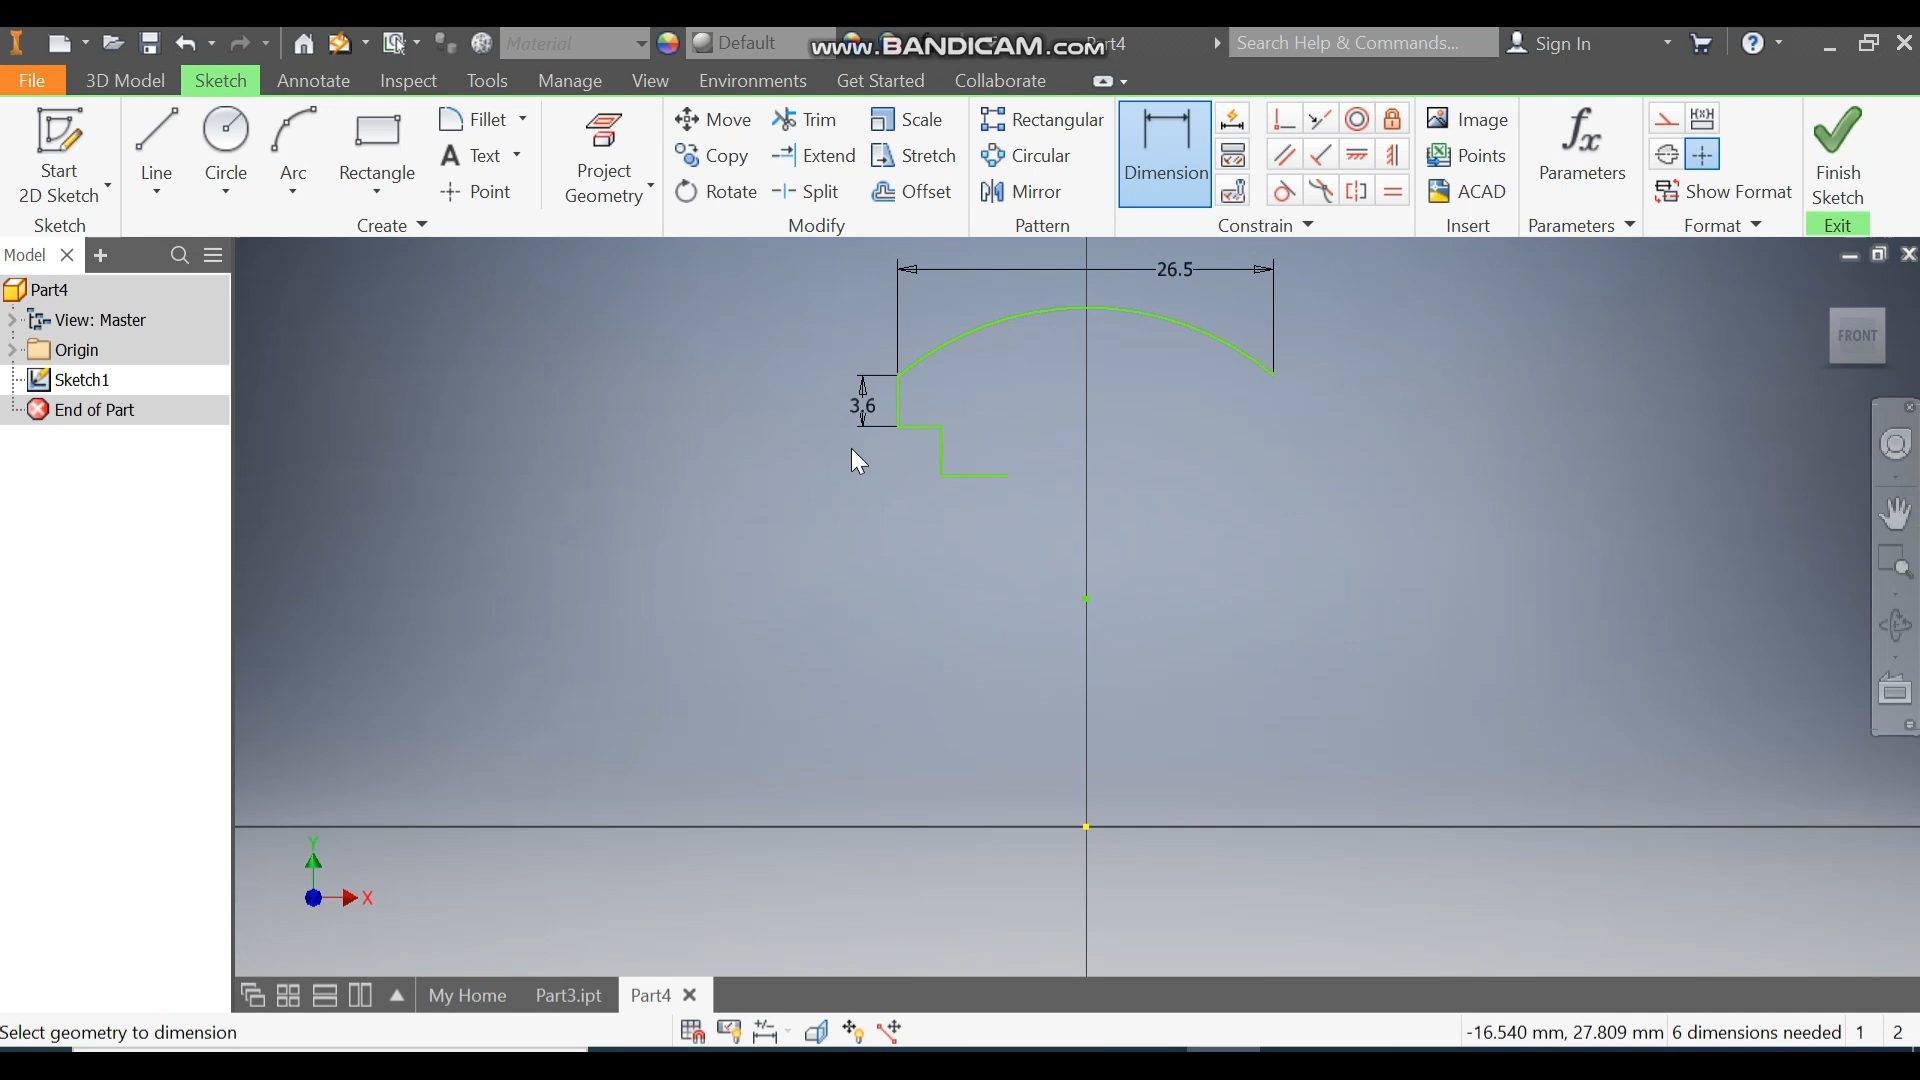 Material
Default
www.BANDICAM.com
Part4
Search Help & Commands...
Sign In
File
3D Model
Sketch
Annotate
Inspect
Tools
Manage
View
Environments
Get Started
Collaborate
Start
2D Sketch
Line
Circle
Arc
Rectangle
Fillet
Text
Point
Project
Geometry
Move
Copy
Rotate
Trim
Extend
Split
Scale
Stretch
Offset
Rectangular
Circular
Mirror
Dimension
Image
Points
ACAD
fx
Parameters
Show Format
Finish
Sketch
Sketch
Create
Modify
Pattern
Constrain
Insert
Parameters
Format
Exit
Model
Part4
View: Master
Origin
Sketch1
End of Part
26.5
3.6
FRONT
Y
X
My Home
Part3.ipt
Part4
Select geometry to dimension
-16.540 mm, 27.809 mm
6 dimensions needed
1
2